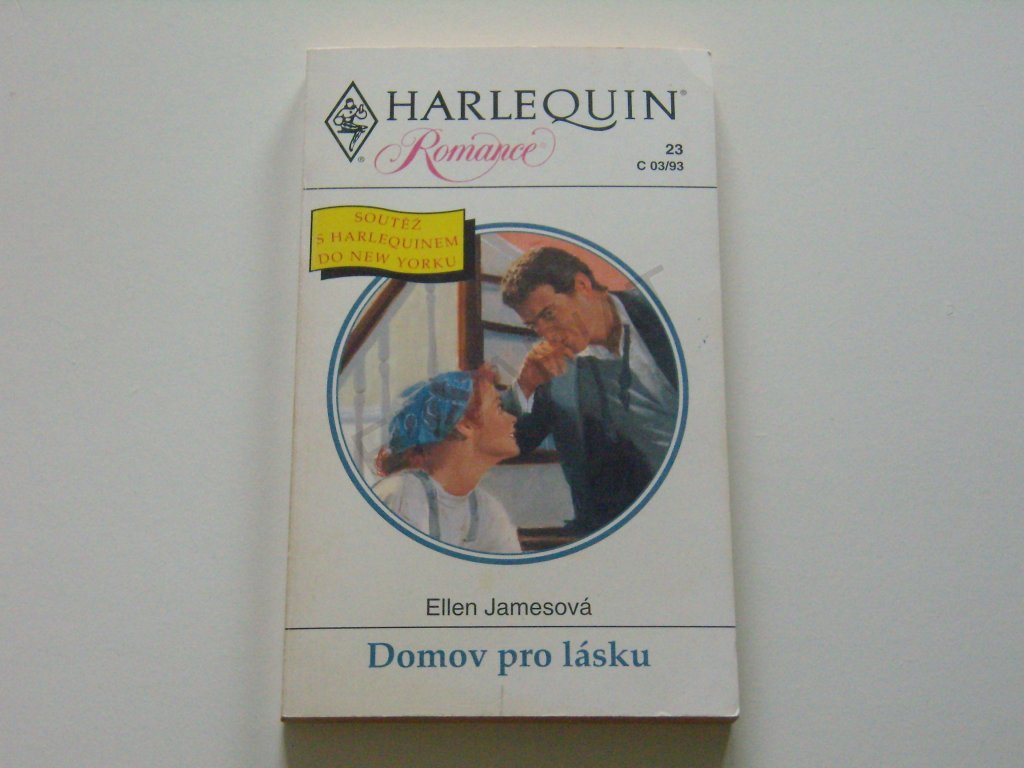 HARLEQUIN®
Romance®
23
C 03/93
SOUTĚŽ
S HARLEQUINEM
DO NEW YORKU
Ellen Jamesová
Domov pro lásku